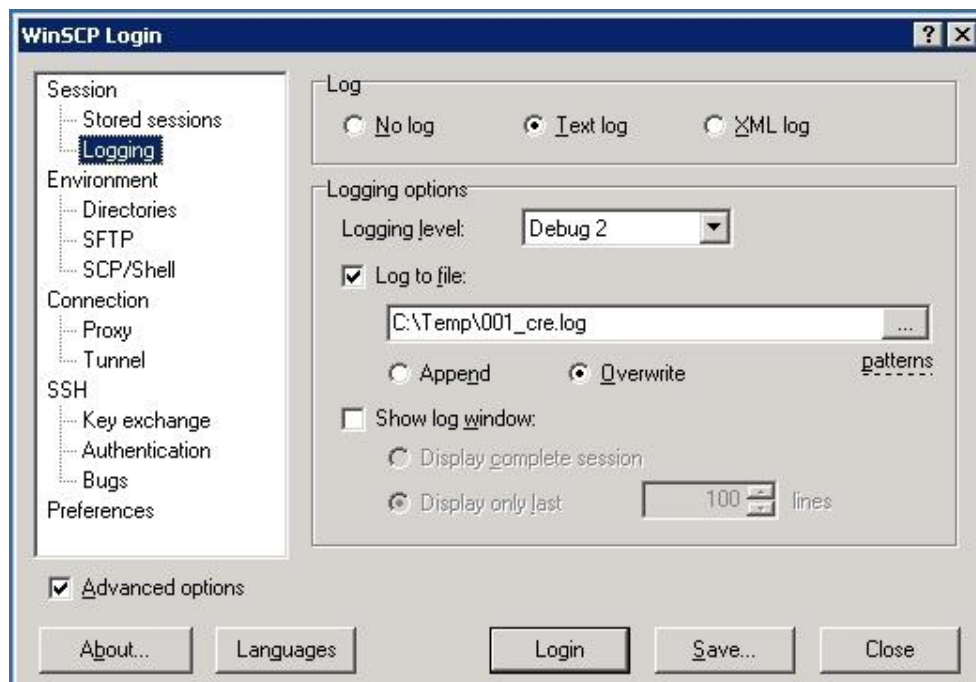 WinSCP Login
Session
Stored sessions
Logging
Environment
Directories
SFTP
SCP/Shell
Connection
Proxy
Tunnel
SSH
Key exchange
Authentication
Bugs
Preferences
Advanced options
Log
No log Text log XML log
Logging options
Logging level: Debug 2
Log to file:
C:\Temp\001_cre.log ...
Append Overwrite patterns
Show log window:
Display complete session
Display only last 100 lines
About... Languages Login Save... Close